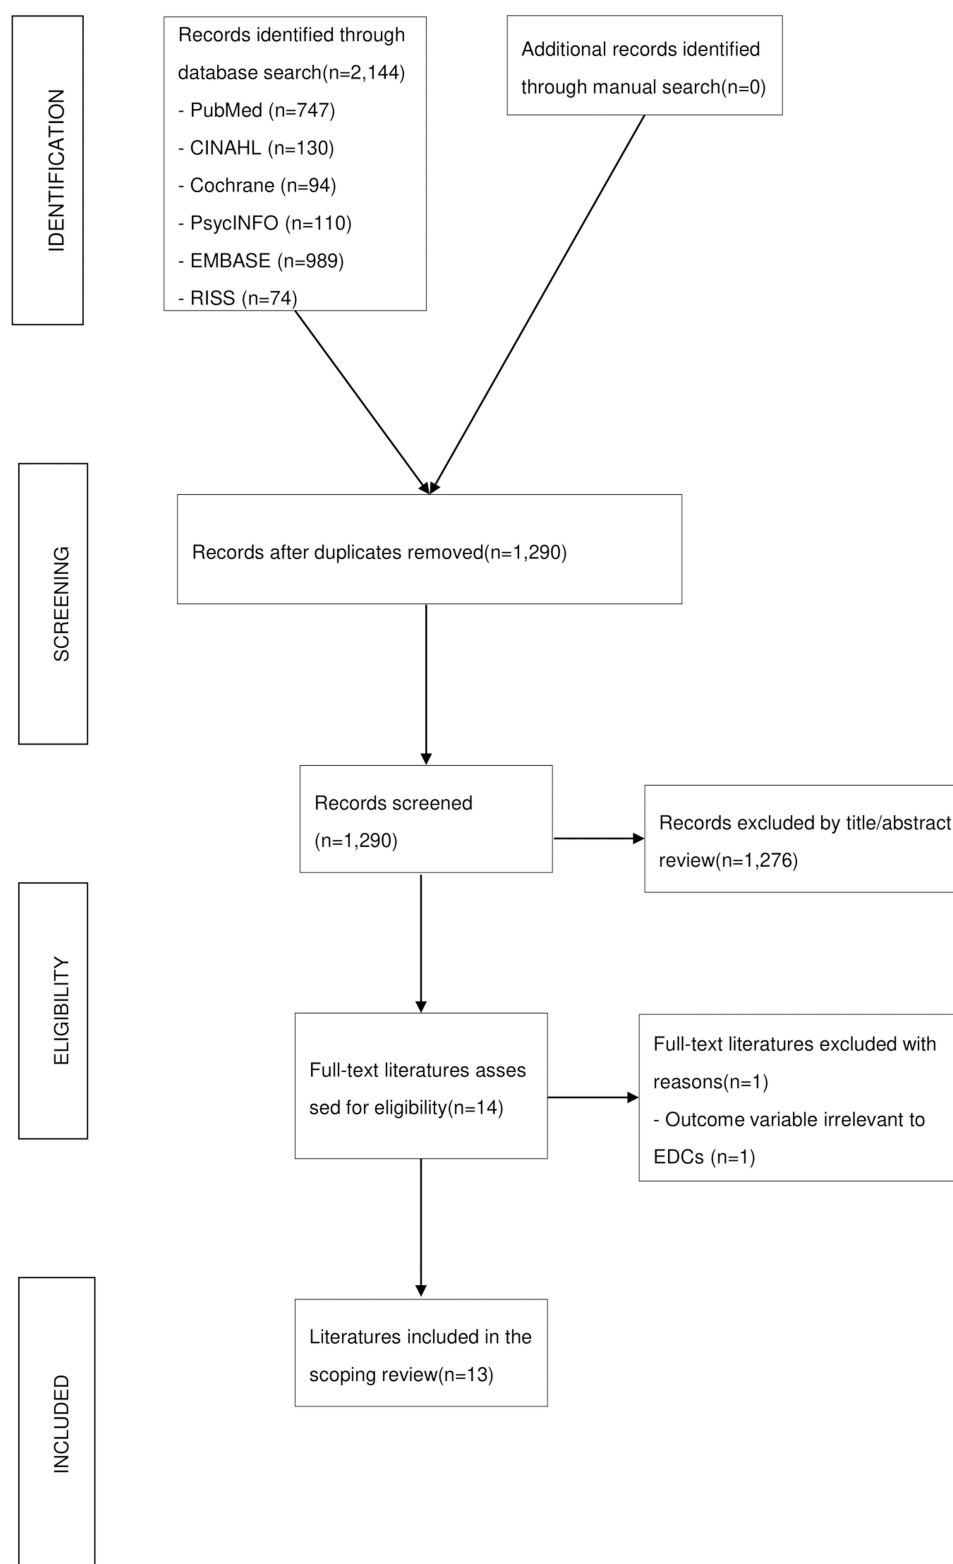 IDENTIFICATION
Records identified through
database search(n=2,144)
- PubMed (n=747)
- CINAHL (n=130)
- Cochrane (n=94)
- PsycINFO (n=110)
- EMBASE (n=989)
- RISS (n=74)
Additional records identified
through manual search(n=0)
SCREENING
Records after duplicates removed(n=1,290)
Records screened
(n=1,290)
Records excluded by title/abstract
review(n=1,276)
ELIGIBILITY
Full-text literatures asses
sed for eligibility(n=14)
Full-text literatures excluded with
reasons(n=1)
- Outcome variable irrelevant to
EDCs (n=1)
INCLUDED
Literatures included in the
scoping review(n=13)